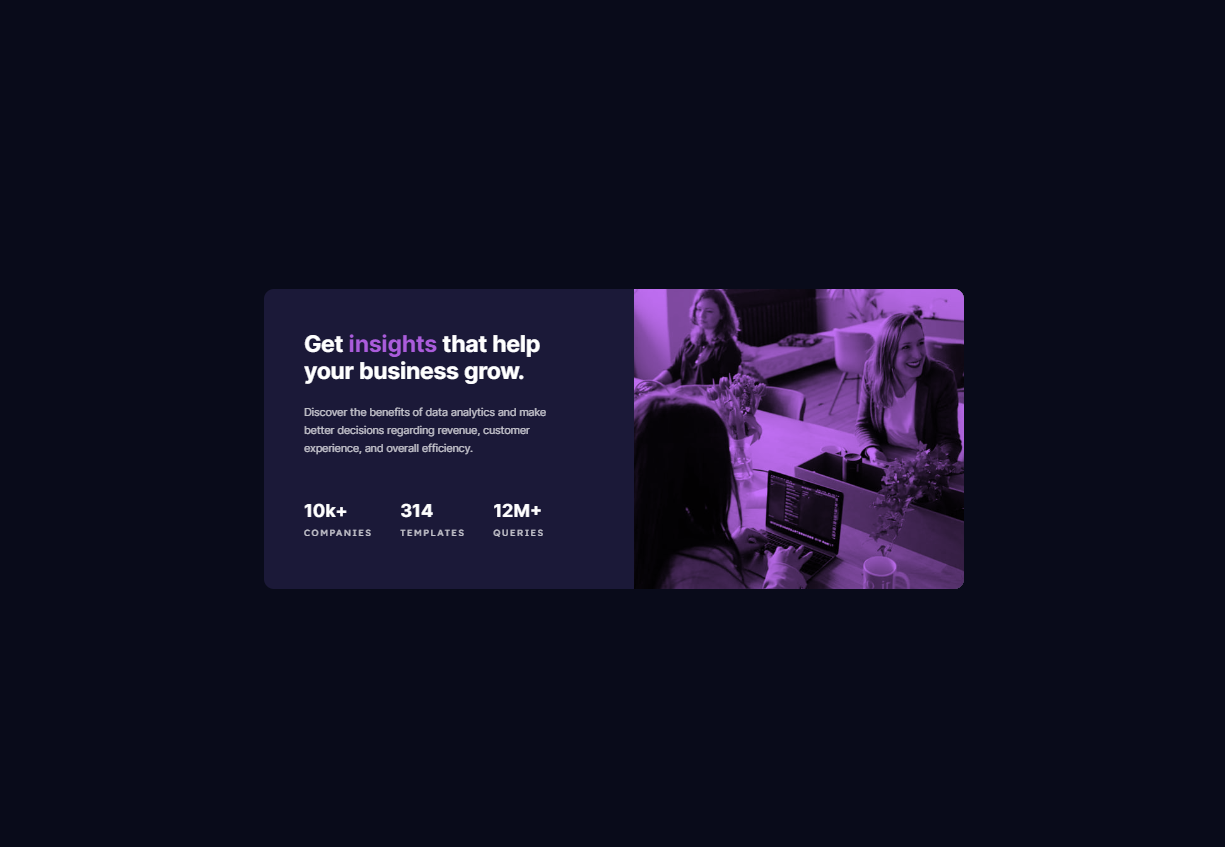 Get insights that help
your business grow.
Discover the benefits of data analytics and make
better decisions regarding revenue, customer
experience, and overall efficiency.
10k+ 314 12M+
COMPANIES TEMPLATES QUERIES